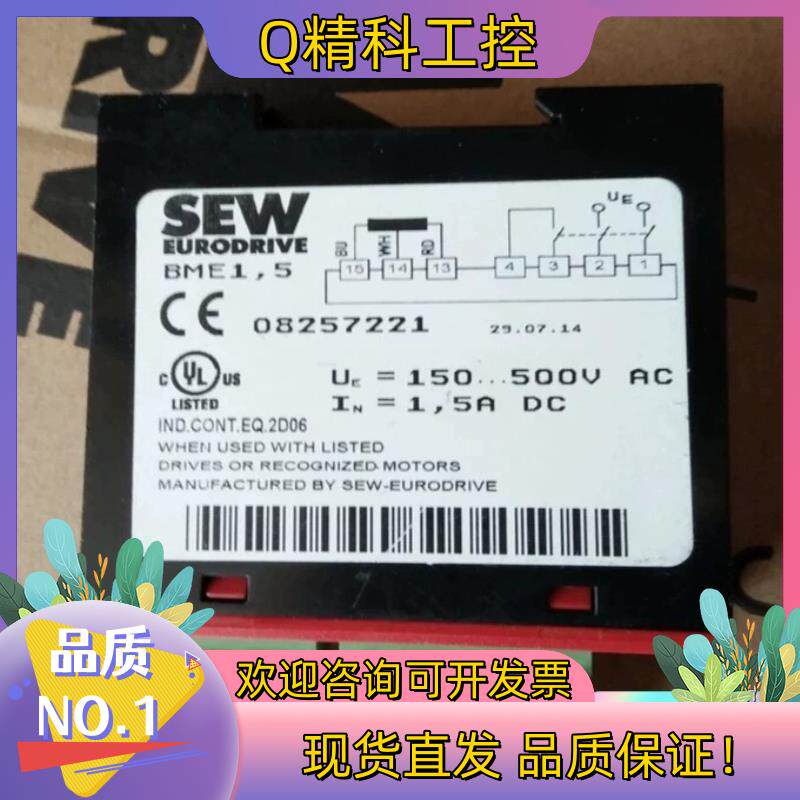 Q精科工控
RIVE
SEW
EURODRIVE
BME1,5
UE
BU WH RD
15 14 13 4 3 2 1
CE 08257221 29.07.14
C UL US
LISTED
UE = 150...500V AC
IN = 1,5A DC
IND.CONT.EQ.2D06
WHEN USED WITH LISTED
DRIVES OR RECOGNIZED MOTORS
MANUFACTURED BY SEW-EURODRIVE
品质
NO.1
欢迎咨询可开发票
现货直发 品质保证!